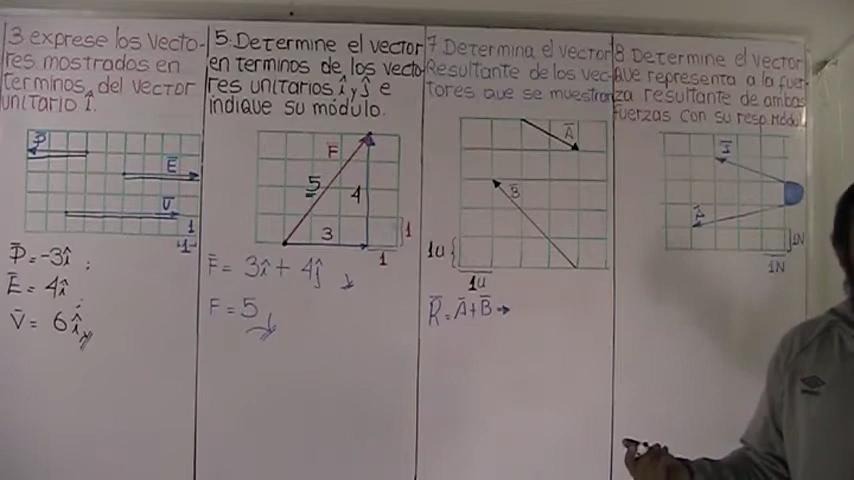 3 exprese los vecto-
res mostrados en
terminos del vector
unitario î.
P
E
V
1
1
P̄=-3î ;
Ē= 4î ;
V̄= 6î
5. Determine el vector
en terminos de los vecto
res unitarios î y ĵ e
indique su módulo.
F̄
5
4
3
1
1
F̄= 3î+ 4ĵ
F= 5
7 Determina el vector
Resultante de los vec-
tores que se muestran
Ā
B̄
1u
1u
R̄=Ā+B̄→
8 Determine el vector
que representa a la fuer-
za resultante de ambas
fuerzas con su resp. Módul
1N
1N